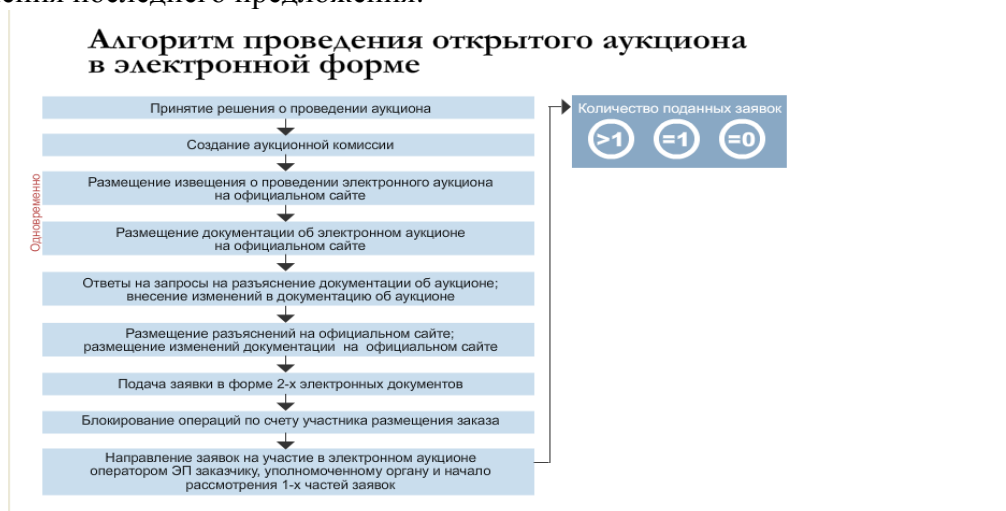 последнего предложения.
Алгоритм проведения открытого аукциона
в электронной форме
Принятие решения о проведении аукциона
Создание аукционной комиссии
Одновременно
Размещение извещения о проведении электронного аукциона
на официальном сайте
Размещение документации об электронном аукционе
на официальном сайте
Ответы на запросы на разъяснение документации об аукционе;
внесение изменений в документацию об аукционе
Размещение разъяснений на официальном сайте;
размещение изменений документации на официальном сайте
Подача заявки в форме 2-х электронных документов
Блокирование операций по счету участника размещения заказа
Направление заявок на участие в электронном аукционе
оператором ЭП заказчику, уполномоченному органу и начало
рассмотрения 1-х частей заявок
Количество поданных заявок
>1 =1 =0